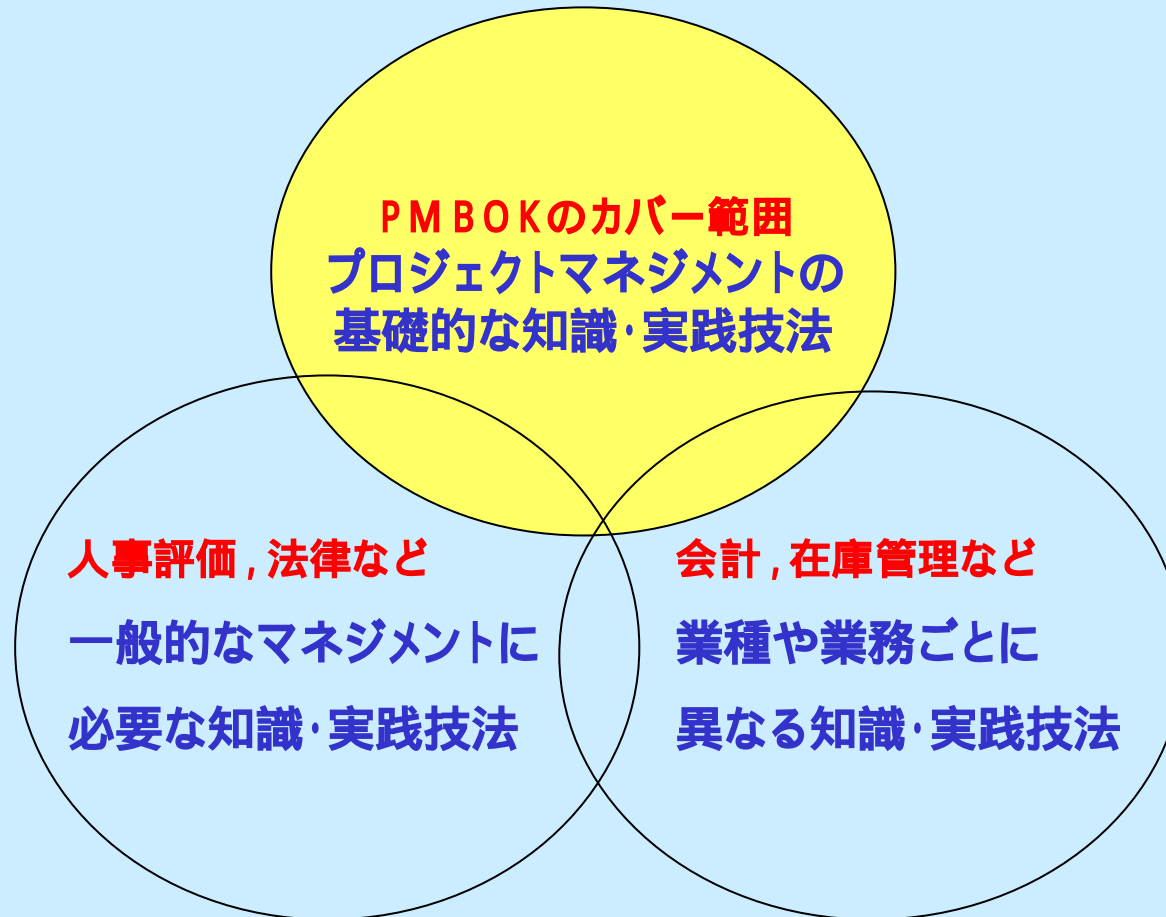 PMBOKのカバー範囲
プロジェクトマネジメントの
基礎的な知識・実践技法
人事評価,法律など
一般的なマネジメントに
必要な知識・実践技法
会計,在庫管理など
業種や業務ごとに
異なる知識・実践技法